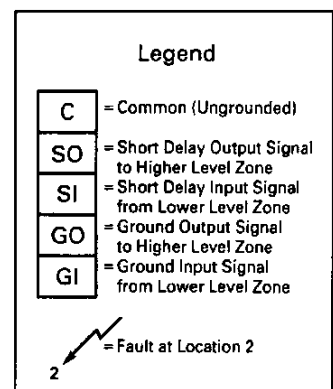 Legend
C = Common (Ungrounded)
SO = Short Delay Output Signal
to Higher Level Zone
SI = Short Delay Input Signal
from Lower Level Zone
GO = Ground Output Signal
to Higher Level Zone
GI = Ground Input Signal
from Lower Level Zone
= Fault at Location 2
2